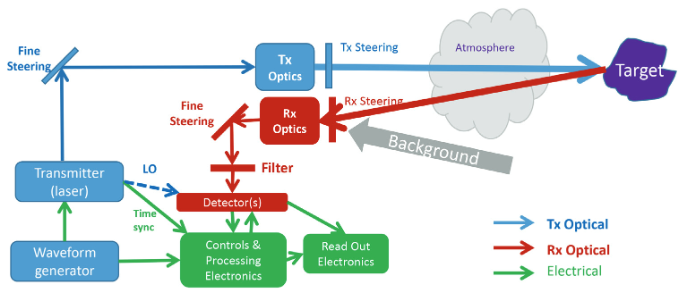 Fine
Steering
Tx
Optics
Tx Steering
Atmosphere
Target
Fine
Steering
Rx
Optics
Rx Steering
Background
Filter
Transmitter
(laser)
LO
Detector(s)
Time
sync
Waveform
generator
Controls &
Processing
Electronics
Read Out
Electronics
Tx Optical
Rx Optical
Electrical